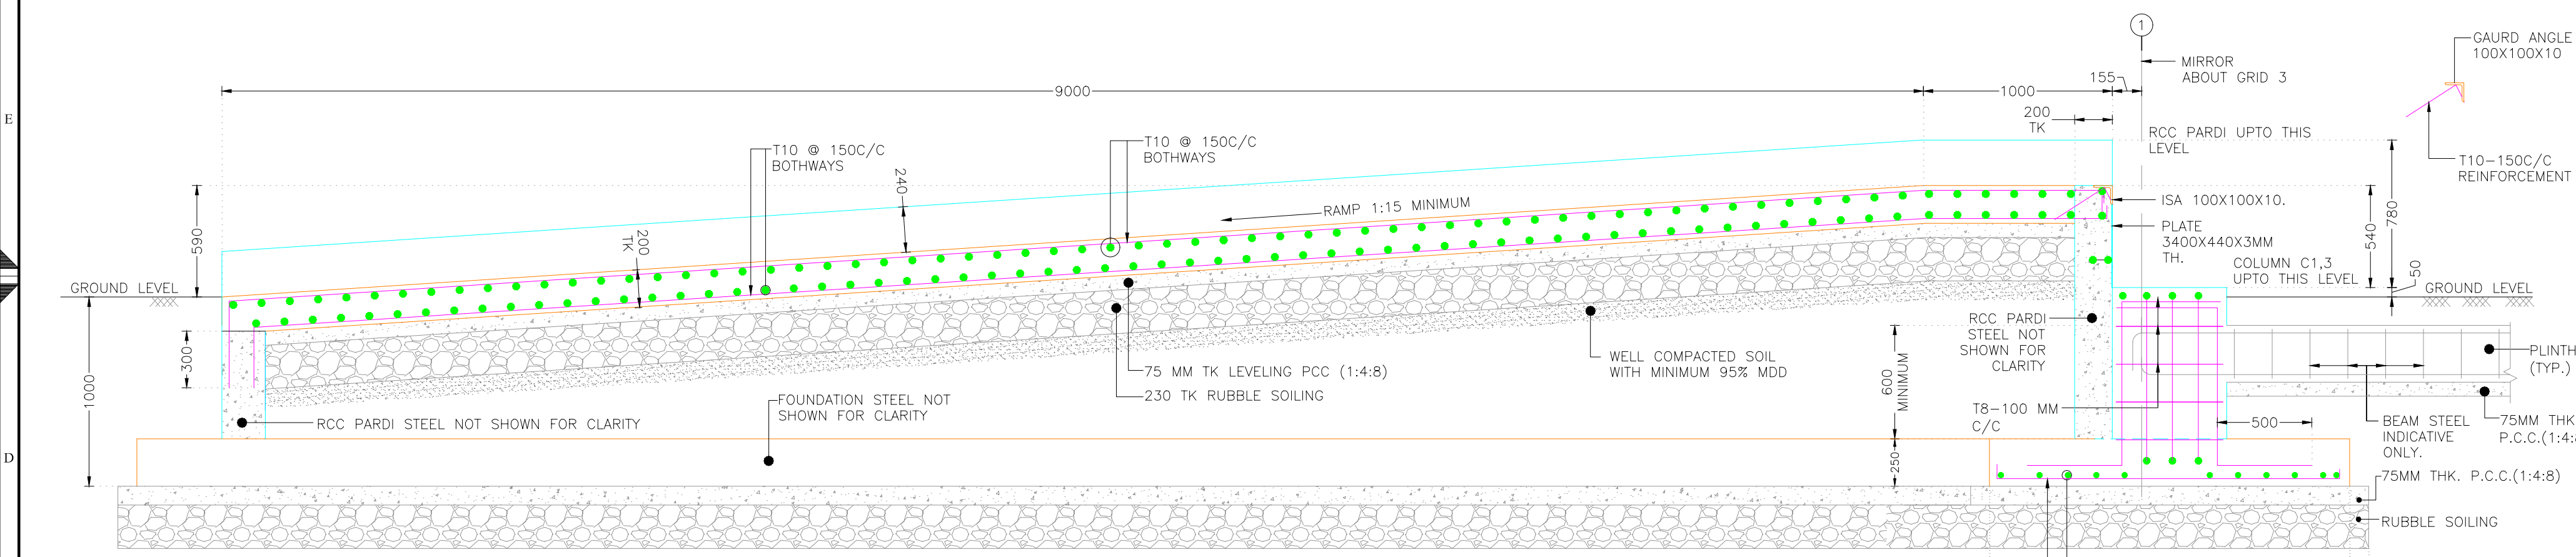 1
GAURD ANGLE
100X100X10
MIRROR
ABOUT GRID 3
155
9000
1000
E
200
TK
RCC PARDI UPTO THIS
LEVEL
T10 @ 150C/C
BOTHWAYS
T10 @ 150C/C
BOTHWAYS
T10-150C/C
REINFORCEMENT
240
RAMP 1:15 MINIMUM
ISA 100X100X10.
590
200
TK
540
780
PLATE
3400X440X3MM
TH.
COLUMN C1,3
UPTO THIS LEVEL
50
GROUND LEVEL
GROUND LEVEL
RCC PARDI
STEEL NOT
SHOWN FOR
CLARITY
300
1000
WELL COMPACTED SOIL
WITH MINIMUM 95% MDD
600
MINIMUM
PLINTH
(TYP.)
75 MM TK LEVELING PCC (1:4:8)
230 TK RUBBLE SOILING
FOUNDATION STEEL NOT
SHOWN FOR CLARITY
RCC PARDI STEEL NOT SHOWN FOR CLARITY
T8-100 MM
C/C
500
BEAM STEEL
INDICATIVE
ONLY.
75MM THK
P.C.C.(1:4:8
D
250
75MM THK. P.C.C.(1:4:8)
RUBBLE SOILING